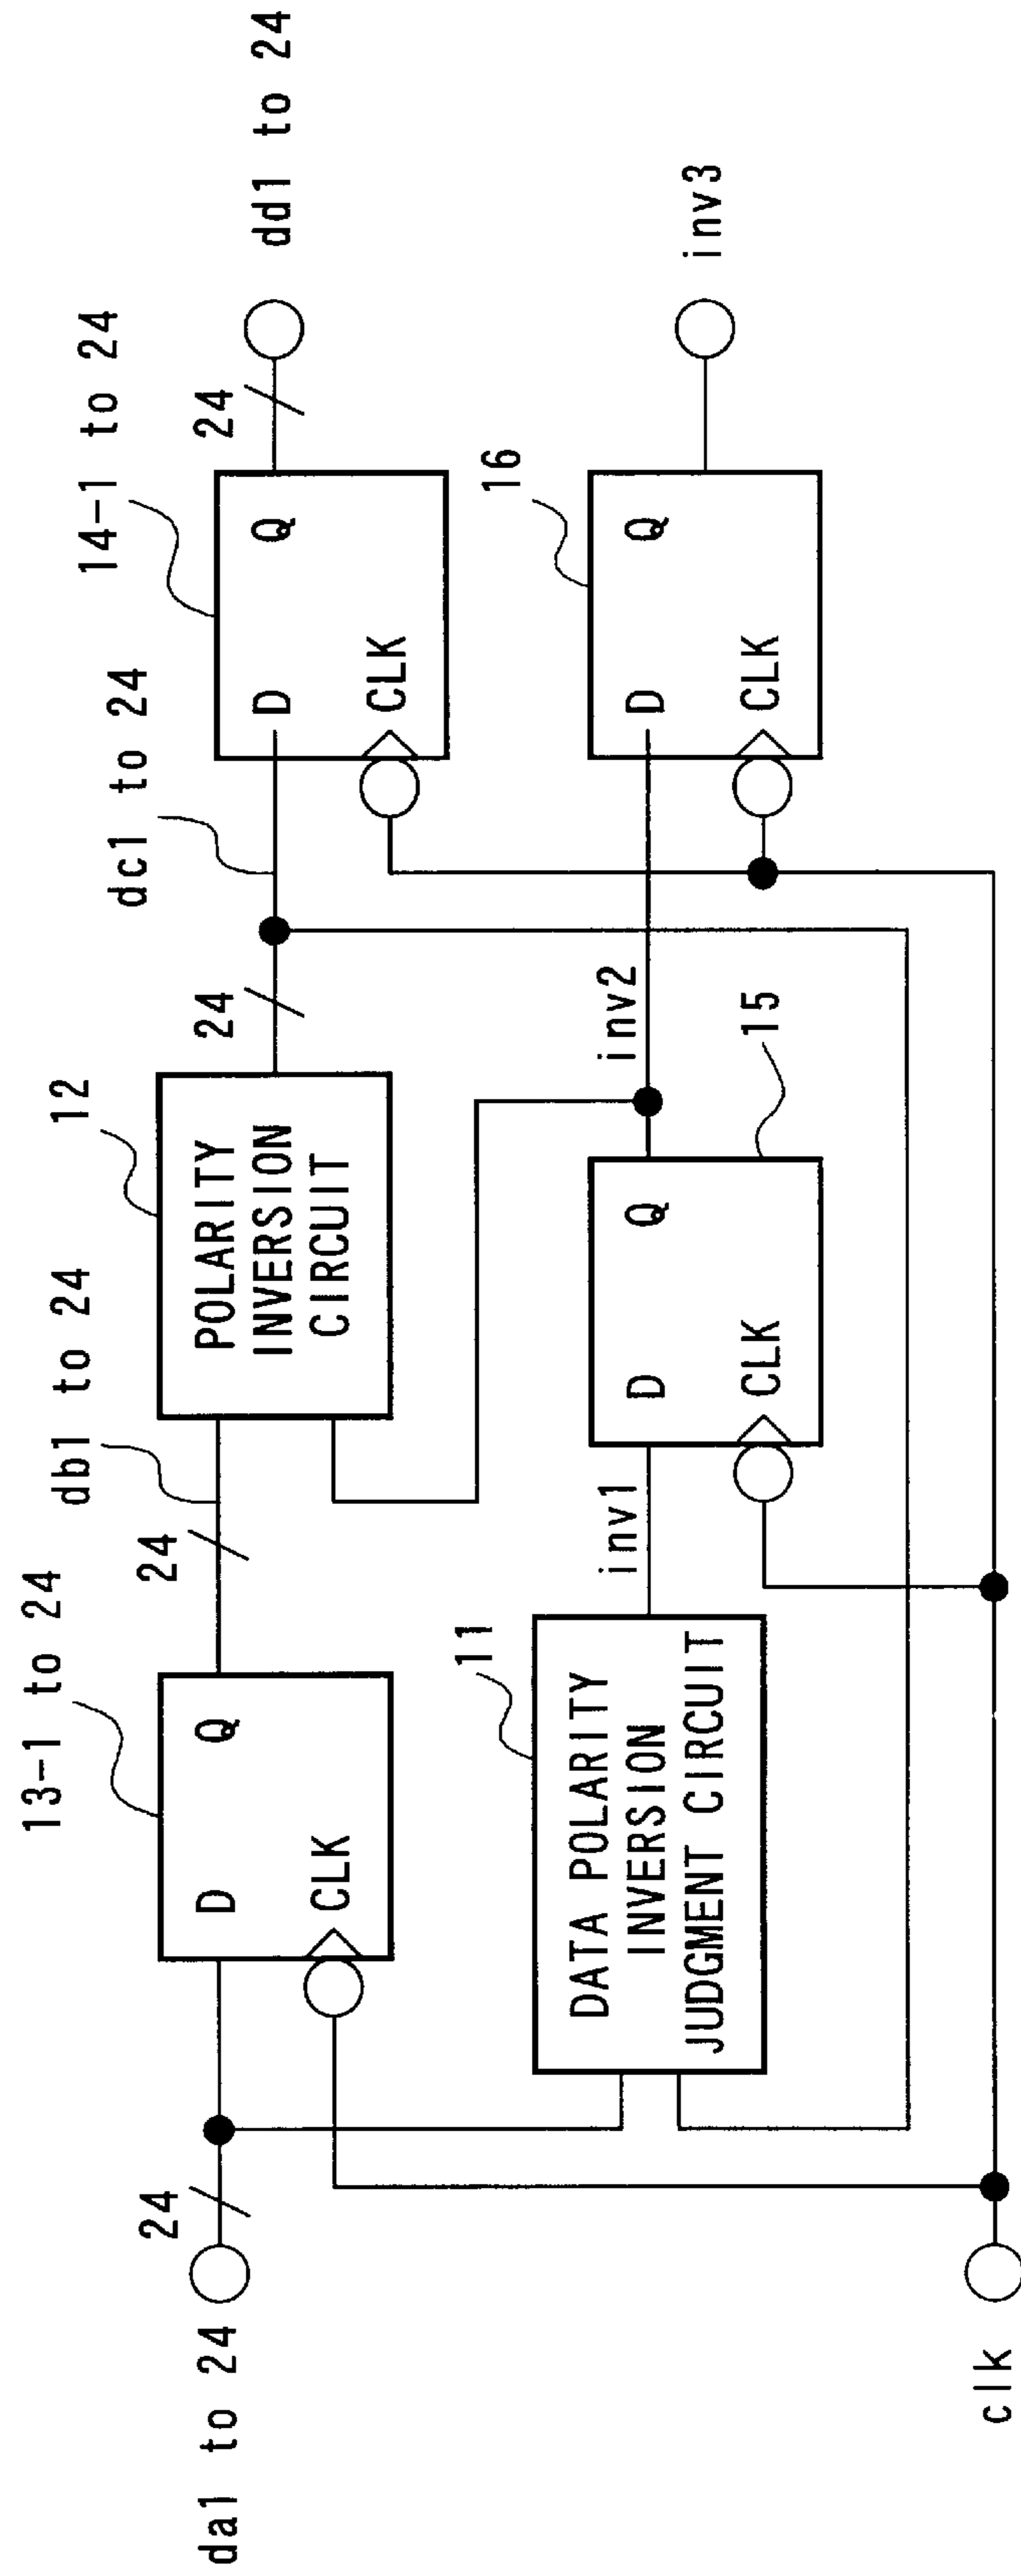 13-1 to 24
db1 to 24
12
dc1 to 24
14-1 to 24
24
D
Q
CLK
24
POLARITY
INVERSION
CIRCUIT
24
D
Q
CLK
24
da1 to 24
dd1 to 24
11
DATA POLARITY
INVERSION
JUDGMENT CIRCUIT
inv1
D
Q
CLK
15
inv2
16
D
Q
CLK
inv3
clk